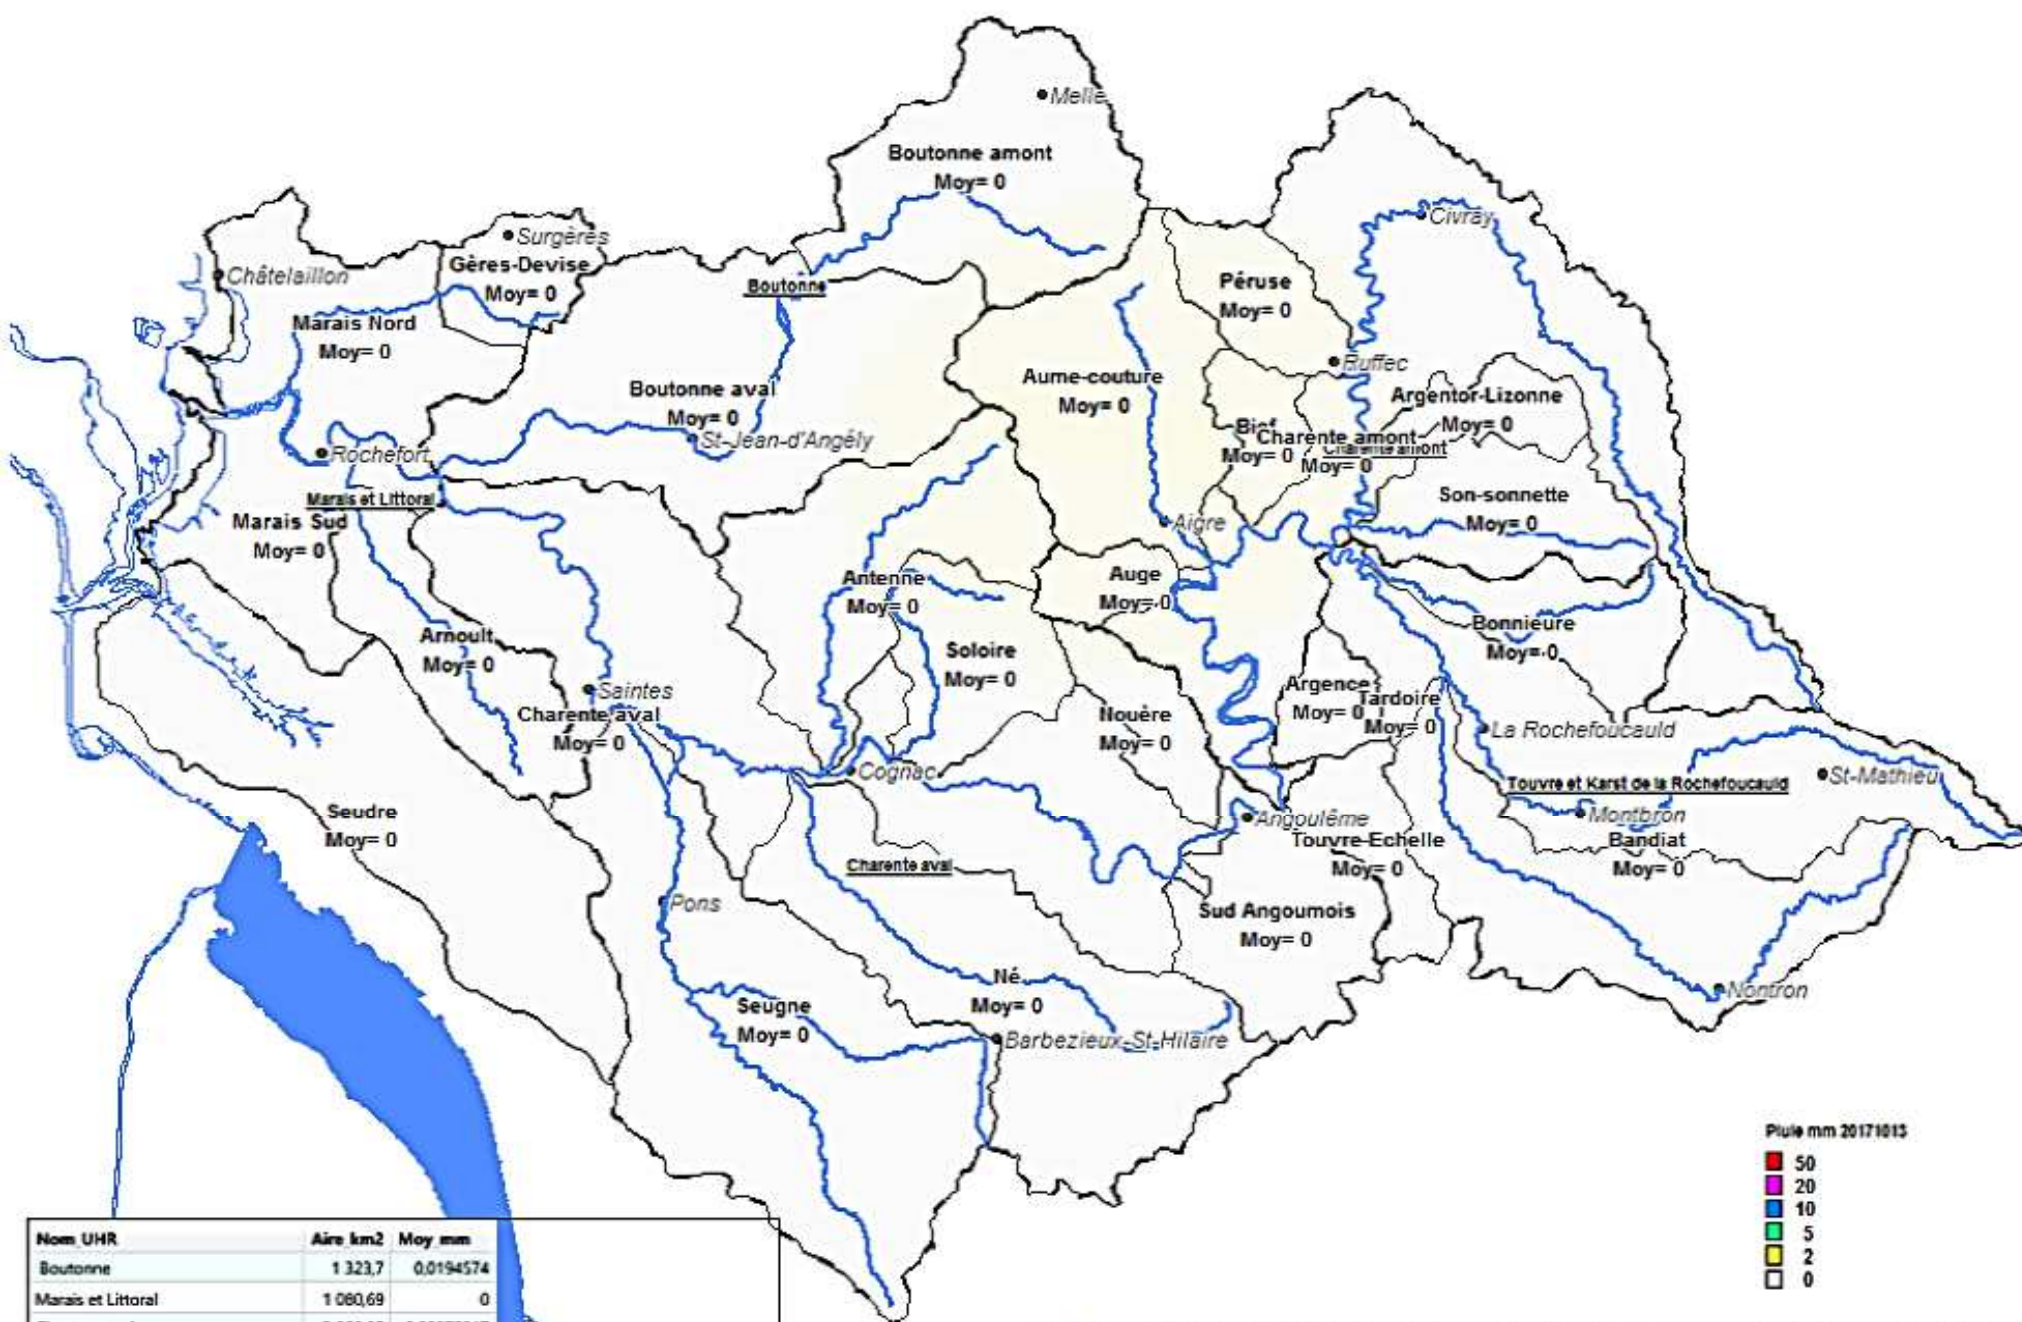 Melle
Boutonne amont
Moy= 0
Civray
Surgères
Gères-Devise
Moy= 0
Châtelaillon
Boutonne
Péruse
Moy= 0
Marais Nord
Moy= 0
Ruffec
Aume-couture
Moy= 0
Boutonne aval
Moy= 0
Argentor-Lizonne
Moy= 0
St-Jean-d'Angély
Rochefort
Bief
Moy= 0
Charente amont
Charente amont
Moy= 0
Marais et Littoral
Son-sonnette
Moy= 0
Marais Sud
Moy= 0
Aigre
Antenne
Moy= 0
Auge
Moy= 0
Bonnieure
Moy= 0
Arnoult
Moy= 0
Soloire
Moy= 0
Saintes
Argence
Moy= 0
Tardoire
Moy= 0
Charente aval
Moy= 0
Nouère
Moy= 0
La Rochefoucauld
Cognac
St-Mathieu
Touvre et Karst de la Rochefoucauld
Seudre
Moy= 0
Angoulême
Montbron
Touvre-Echelle
Moy= 0
Bandiat
Moy= 0
Charente aval
Pons
Sud Angoumois
Moy= 0
Né
Moy= 0
Nontron
Seugne
Moy= 0
Barbezieux-St-Hilaire
Pluie mm 20171013
50
20
10
5
2
0
Nom_UHR Aire_km2 Moy_mm
Boutonne 1 323,7 0,0194574
Marais et Littoral 1 080,69 0